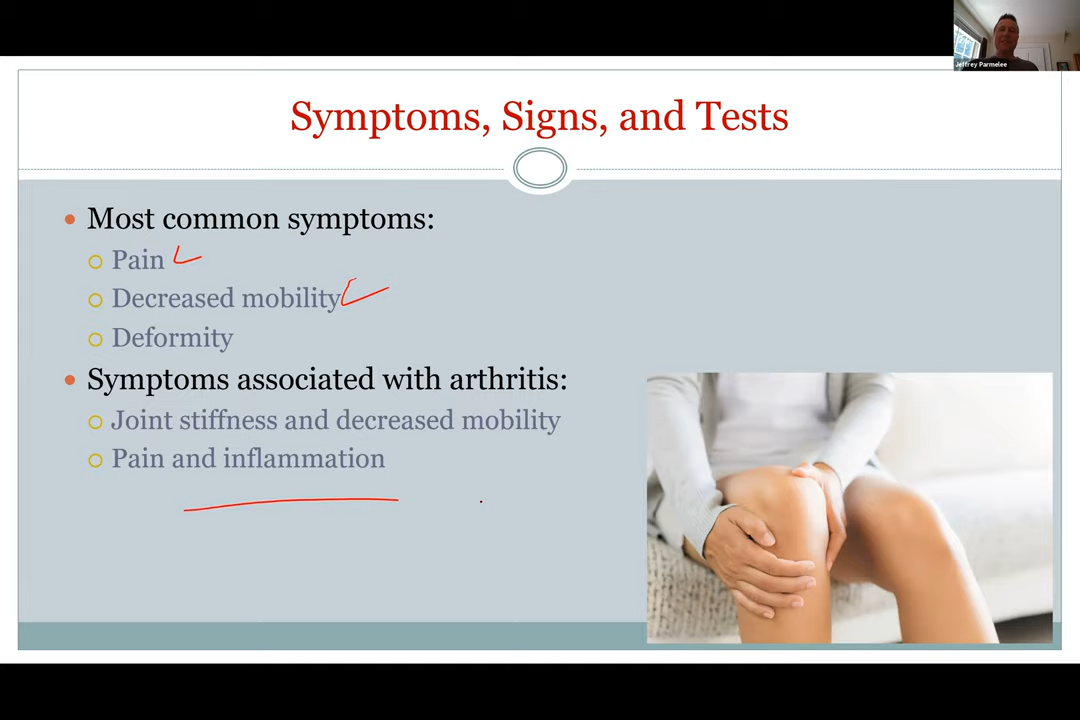 Jeffrey Parmelee
Symptoms, Signs, and Tests
Most common symptoms:
Pain
Decreased mobility
Deformity
Symptoms associated with arthritis:
Joint stiffness and decreased mobility
Pain and inflammation